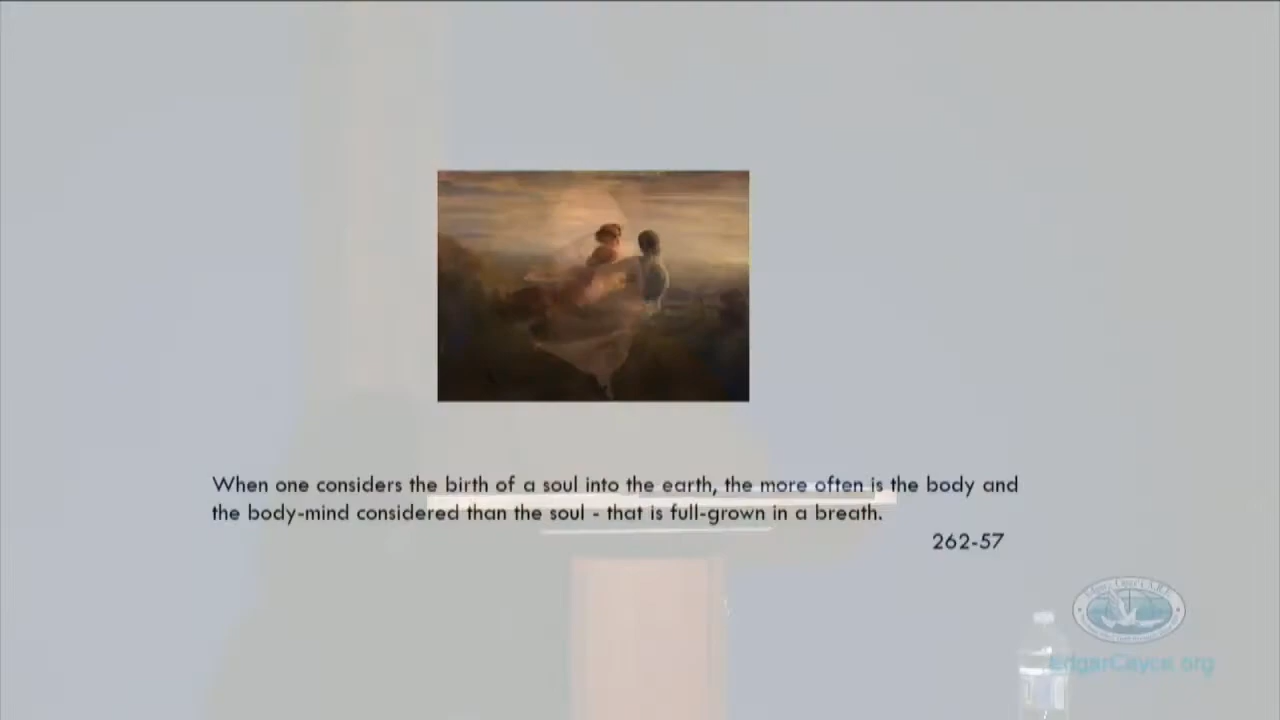 When one considers the birth of a soul into the earth, the more often is the body and
the body-mind considered than the soul - that is full-grown in a breath.
262-57
EdgarCayce.org